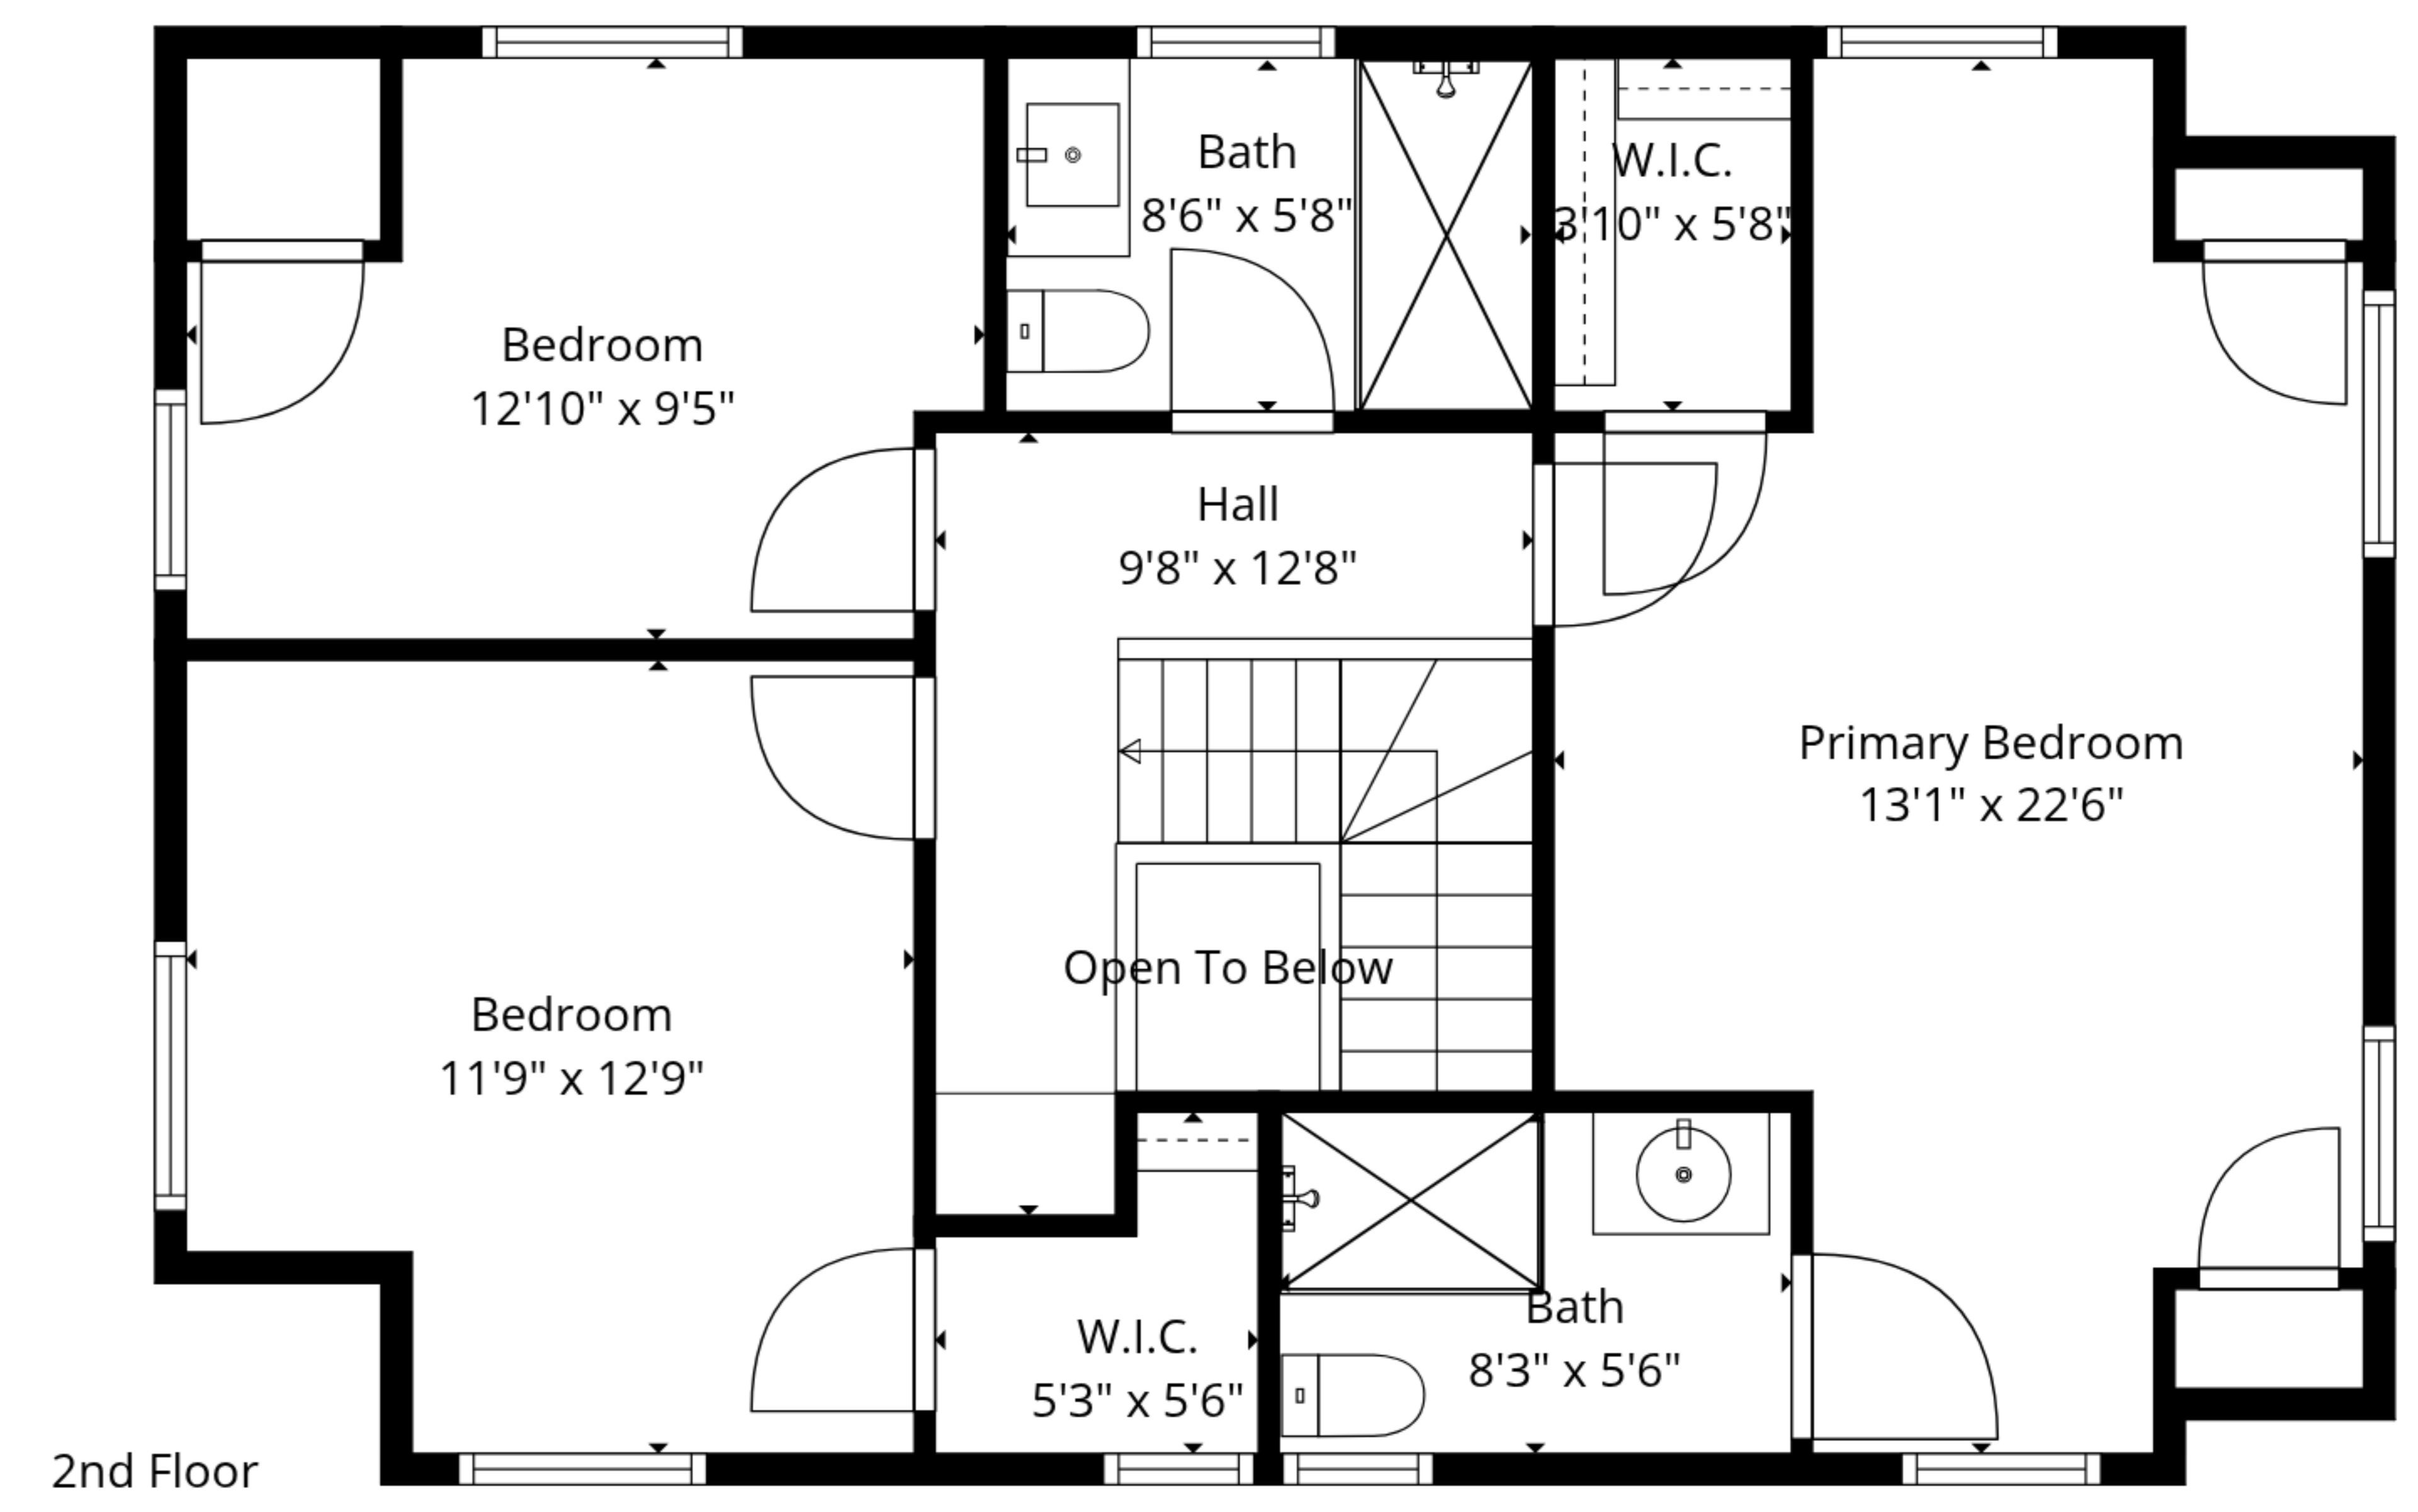 Bath
8'6" x 5'8"
W.I.C.
3'10" x 5'8"
Bedroom
12'10" x 9'5"
Hall
9'8" x 12'8"
Primary Bedroom
13'1" x 22'6"
Open To Below
Bedroom
11'9" x 12'9"
W.I.C.
5'3" x 5'6"
Bath
8'3" x 5'6"
2nd Floor